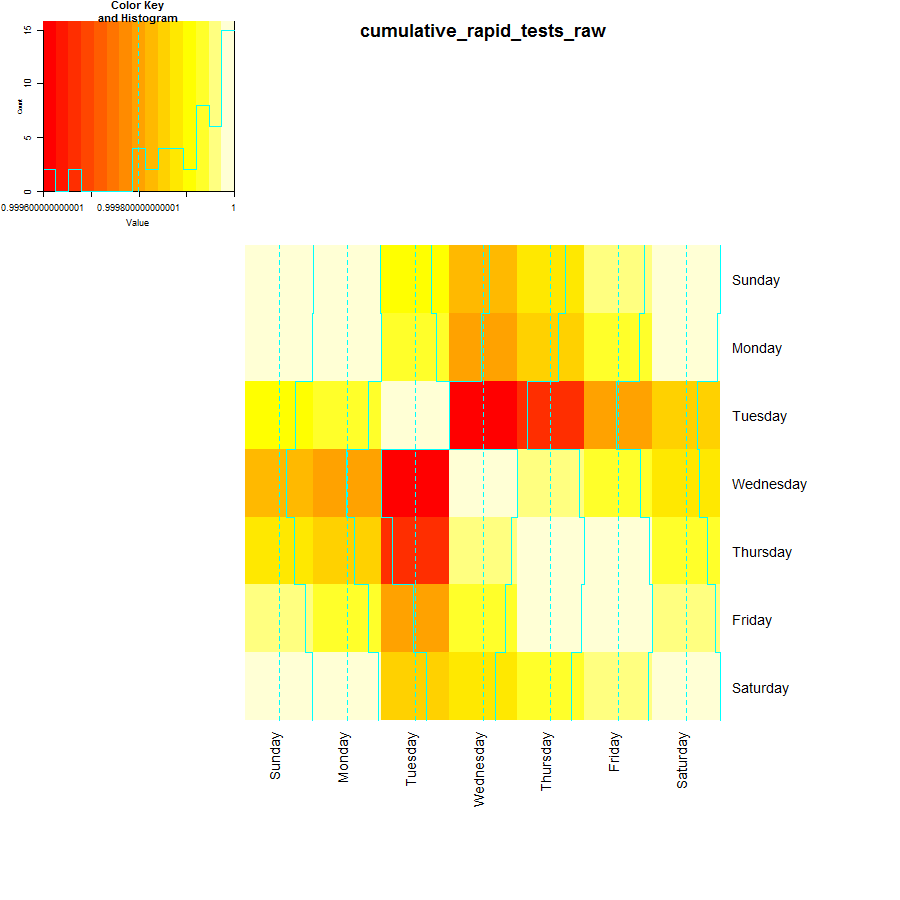 Color Key
and Histogram
cumulative_rapid_tests_raw
Count
0
5
10
15
0.999600000000001
0.999800000000001
1
Value
Sunday
Monday
Tuesday
Wednesday
Thursday
Friday
Saturday
Sunday
Monday
Tuesday
Wednesday
Thursday
Friday
Saturday